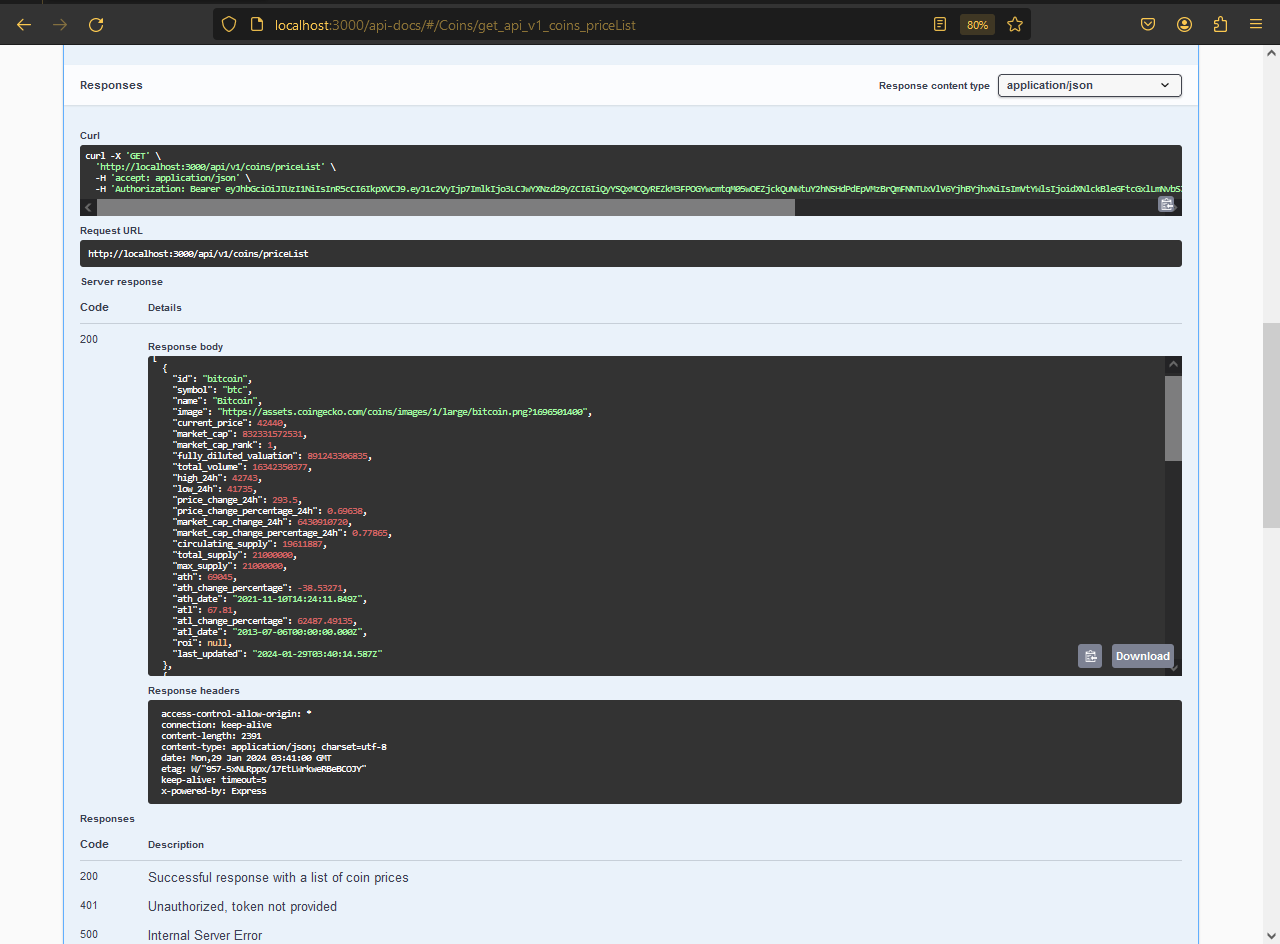 localhost:3000/api-docs/#/Coins/get_api_v1_coins_priceList
80%
Responses
Response content type
application/json
Curl
curl -X 'GET' \
'http://localhost:3000/api/v1/coins/priceList' \
-H 'accept: application/json' \
-H 'Authorization: Bearer
Request URL
http://localhost:3000/api/v1/coins/priceList
Server response
Code Details
200
Response body
[
{
"id": "bitcoin",
"symbol": "btc",
"name": "Bitcoin",
"image": "https://assets.coingecko.com/coins/images/1/large/bitcoin.png?1696501400",
"current_price": 42440,
"market_cap": 832331572531,
"market_cap_rank": 1,
"fully_diluted_valuation": 891243306835,
"total_volume": 16342350377,
"high_24h": 42743,
"low_24h": 41735,
"price_change_24h": 293.5,
"price_change_percentage_24h": 0.69638,
"market_cap_change_24h": 6430910720,
"market_cap_change_percentage_24h": 0.77865,
"circulating_supply": 19611887,
"total_supply": 21000000,
"max_supply": 21000000,
"ath": 69045,
"ath_change_percentage": -38.53271,
"ath_date": "2021-11-10T14:24:11.849Z",
"atl": 67.81,
"atl_change_percentage": 62487.49135,
"atl_date": "2013-07-06T00:00:00.000Z",
"roi": null,
"last_updated": "2024-01-29T03:40:14.587Z"
},
{
Download
Response headers
access-control-allow-origin: *
connection: keep-alive
content-length: 2391
content-type: application/json; charset=utf-8
date: Mon,29 Jan 2024 03:41:00 GMT
etag: W/"957-5xNLRppx/17EtLWrkweRBeBCOJY"
keep-alive: timeout=5
x-powered-by: Express
Responses
Code Description
200 Successful response with a list of coin prices
401 Unauthorized, token not provided
500 Internal Server Error